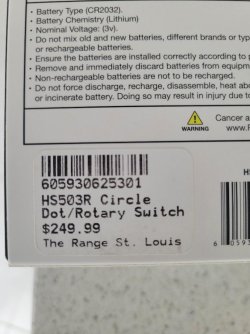 • Battery Type (CR2032).
• Battery Chemistry (Lithium)
• Nominal Voltage: (3v).
• Do not mix old and new batteries, different brands or typ
or rechargeable batteries.
• Ensure the batteries are installed correctly according to p
• Remove and immediately discard batteries from equipm
• Non-rechargeable batteries are not to be recharged.
• Do not force discharge, recharge, disassemble, heat ab
or incinerate battery. Doing so may result in injury due t
WARNING
Cancer a
www.
605930625301
HS503R Circle
Dot/Rotary Switch
$249.99
The Range St. Louis
H
6 0593